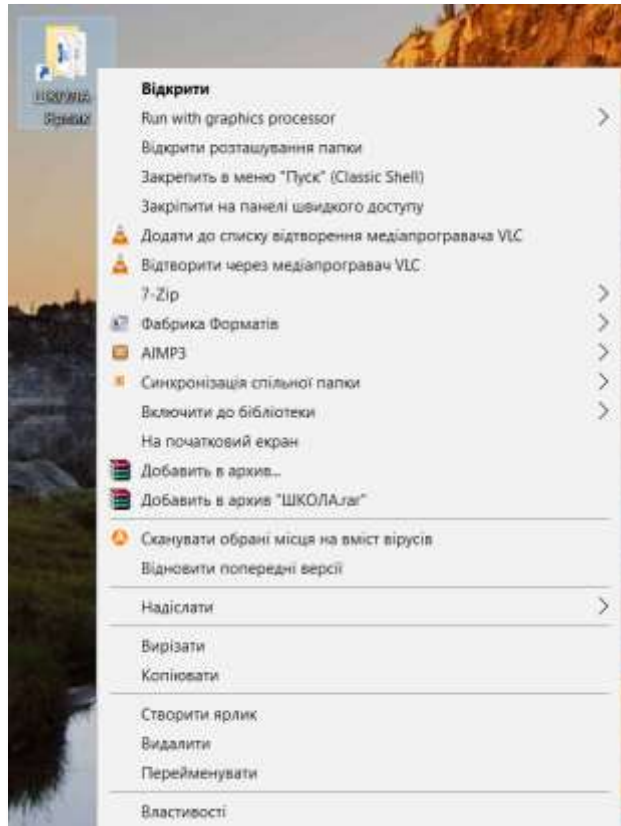 Відкрити
Run with graphics processor
Відкрити розташування папки
Закрепить в меню "Пуск" (Classic Shell)
Закріпити на панелі швидкого доступу
Додати до списку відтворення медіапрогравача VLC
Відтворити через медіапрогравач VLC
7-Zip
Фабрика Форматів
AIMP3
Синхронізація спільної папки
Включити до бібліотеки
На початковий екран
Добавить в архив...
Добавить в архив "ШКОЛА.rar"
Сканувати обрані місця на вміст вірусів
Відновити попередні версії
Надіслати
Вирізати
Копіювати
Створити ярлик
Видалити
Перейменувати
Властивості